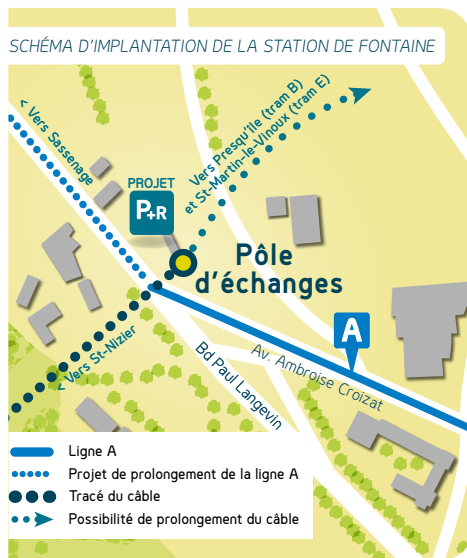 SCHÉMA D'IMPLANTATION DE LA STATION DE FONTAINE
< Vers Sassenage
Vers Presqu'île (tram B)
et St-Martin-le-Vinoux (tram E)
PROJET
P+R
Pôle
d'échanges
< Vers St-Nizier
A
Av. Ambroise Croizat
Bd Paul Langevin
Ligne A
Projet de prolongement de la ligne A
Tracé du câble
Possibilité de prolongement du câble